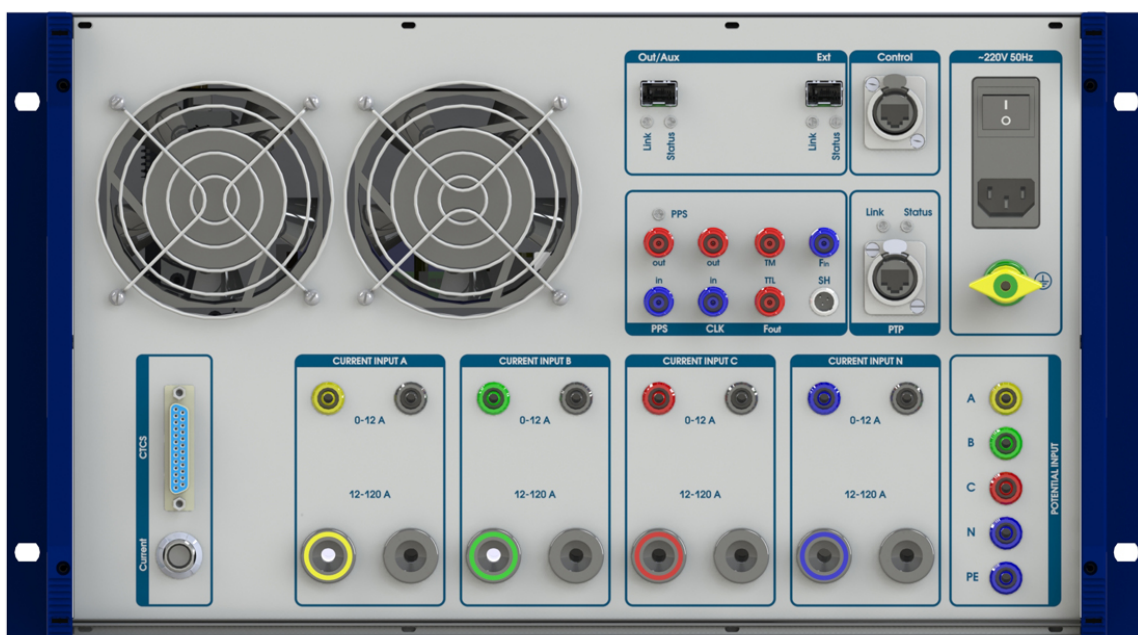 Out/Aux
Ext
Control
~220V 50Hz
Link
Status
Link
Status
I
O
PPS
out
out
TM
Fin
in
in
TTL
SH
PPS
CLK
Fout
Link
Status
PTP
CTCS
Current
CURRENT INPUT A
0-12 A
12-120 A
CURRENT INPUT B
0-12 A
12-120 A
CURRENT INPUT C
0-12 A
12-120 A
CURRENT INPUT N
0-12 A
12-120 A
A
B
C
N
PE
POTENTIAL INPUT